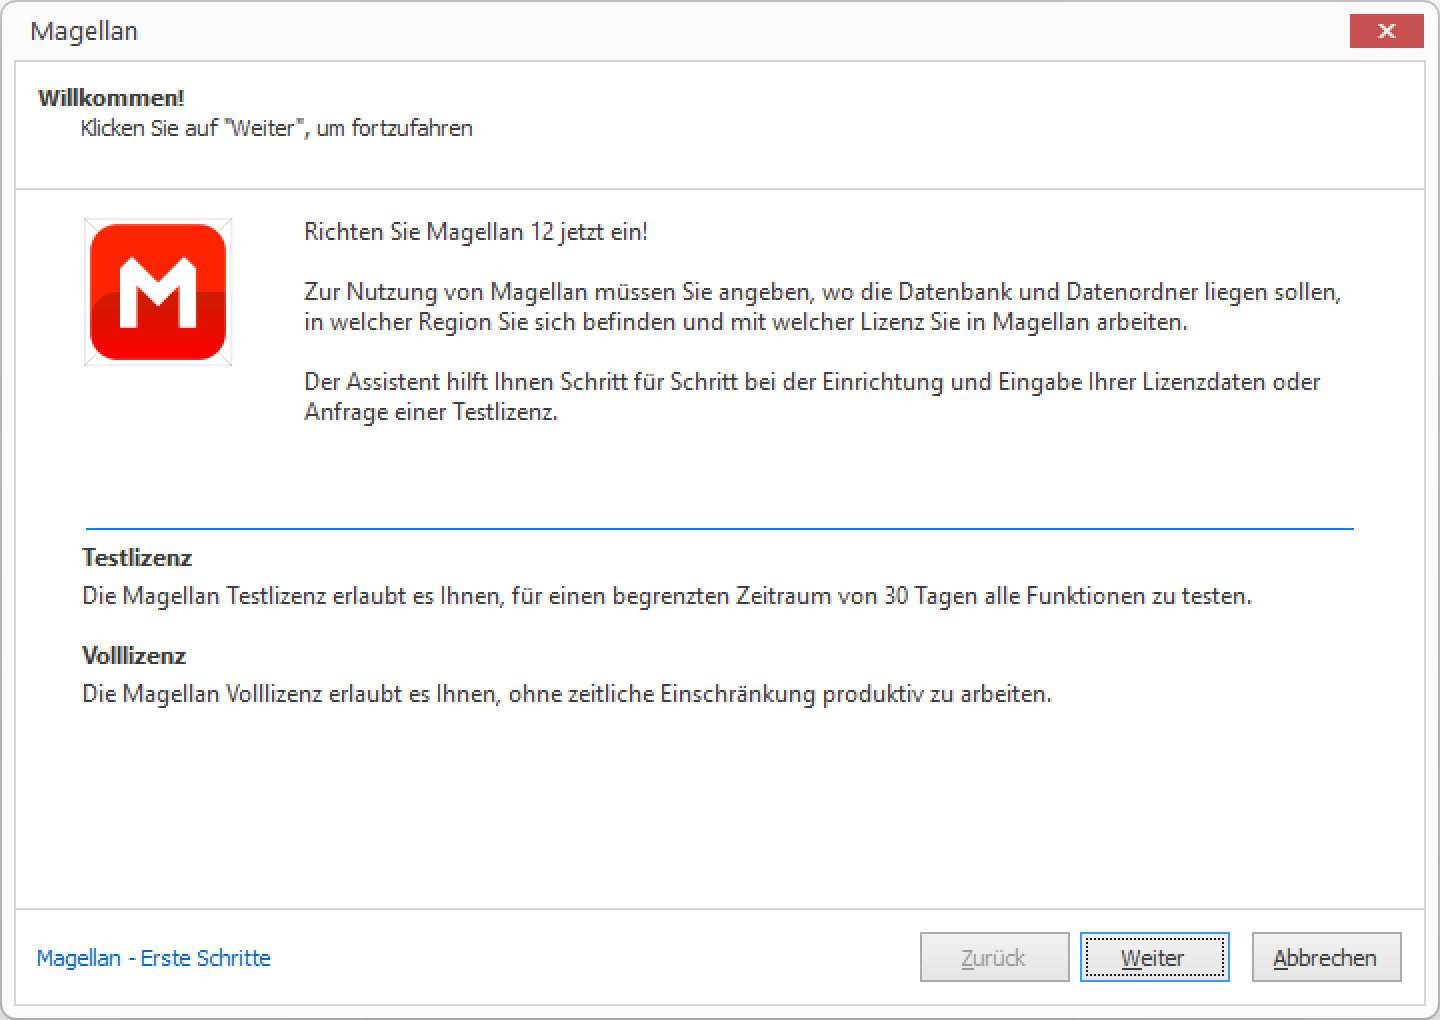 Magellan
Willkommen!
Klicken Sie auf "Weiter", um fortzufahren
M
Richten Sie Magellan 12 jetzt ein!
Zur Nutzung von Magellan müssen Sie angeben, wo die Datenbank und Datenordner liegen sollen,
in welcher Region Sie sich befinden und mit welcher Lizenz Sie in Magellan arbeiten.
Der Assistent hilft Ihnen Schritt für Schritt bei der Einrichtung und Eingabe Ihrer Lizenzdaten oder
Anfrage einer Testlizenz.
Testlizenz
Die Magellan Testlizenz erlaubt es Ihnen, für einen begrenzten Zeitraum von 30 Tagen alle Funktionen zu testen.
Volllizenz
Die Magellan Volllizenz erlaubt es Ihnen, ohne zeitliche Einschränkung produktiv zu arbeiten.
Magellan - Erste Schritte
Zurück
Weiter
Abbrechen